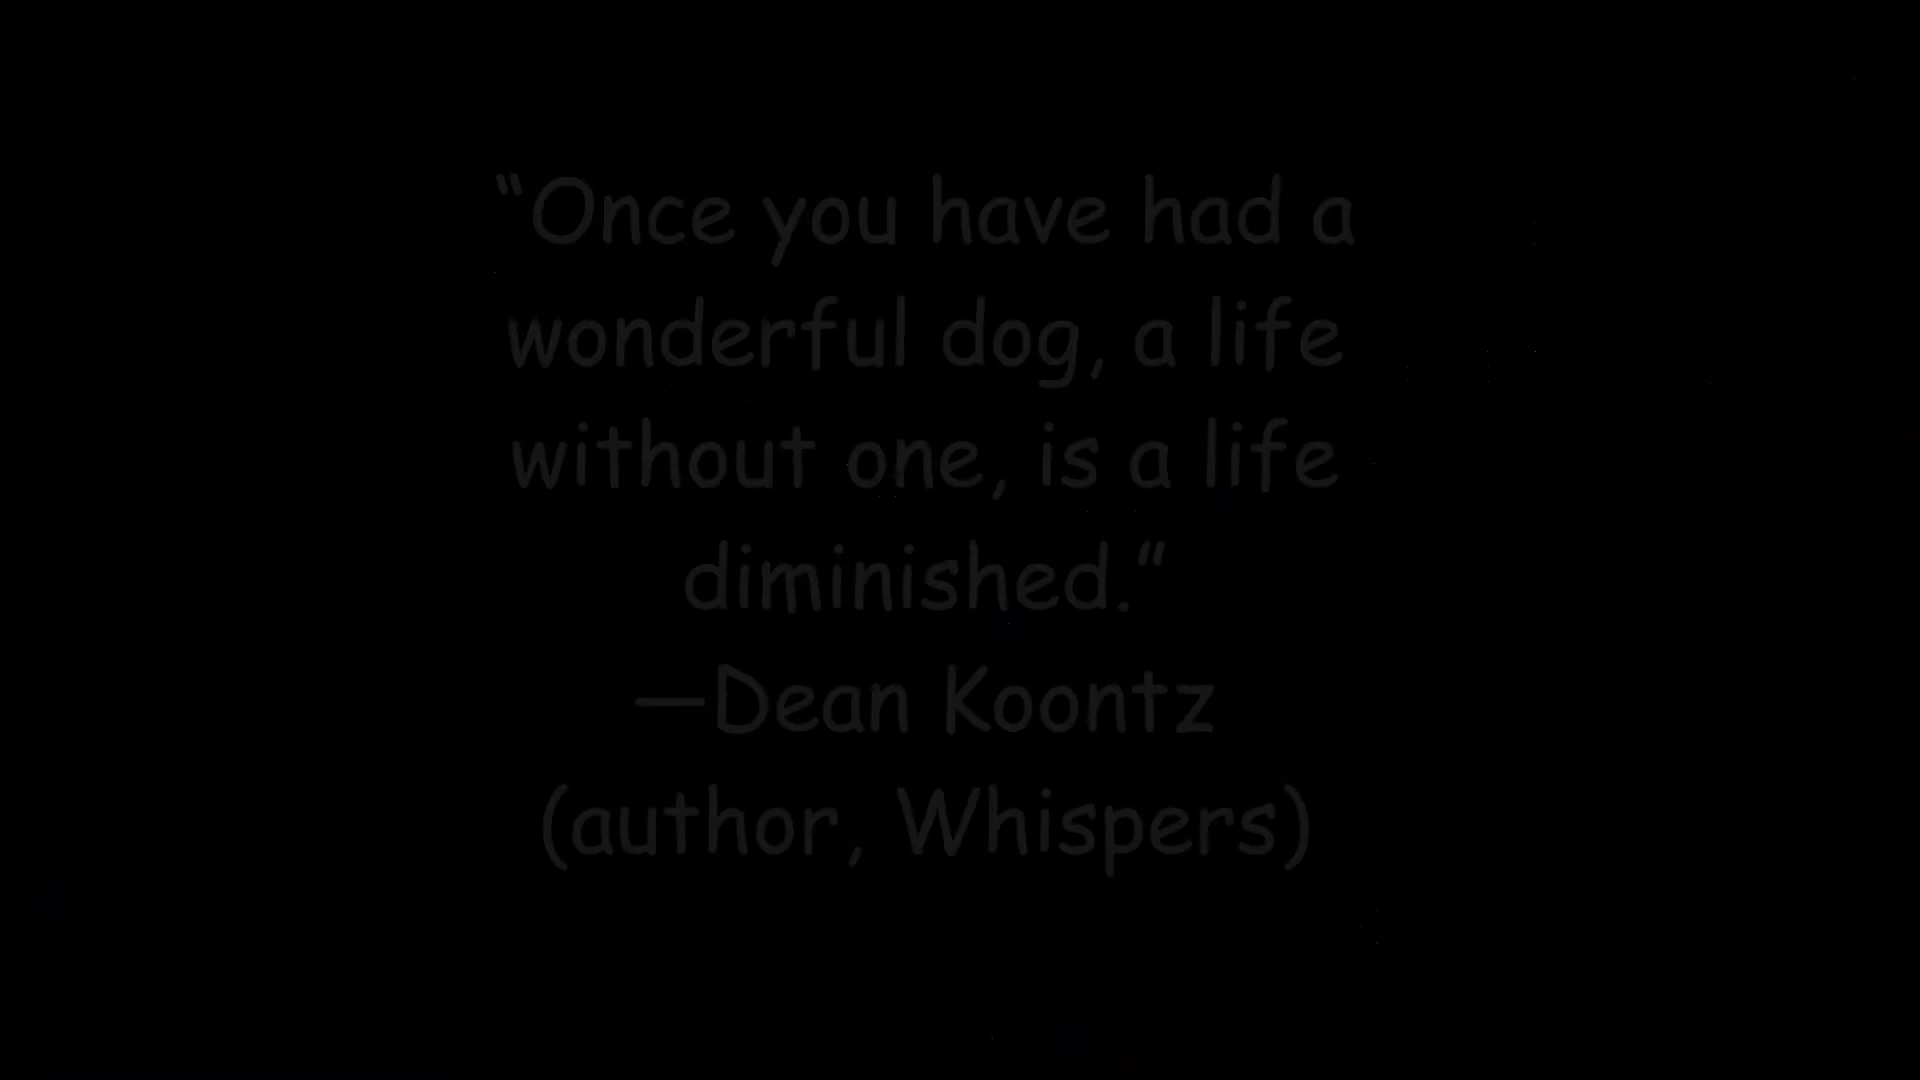 “Once you have had a
wonderful dog, a life
without one, is a life
diminished.”
—Dean Koontz
(author, Whispers)